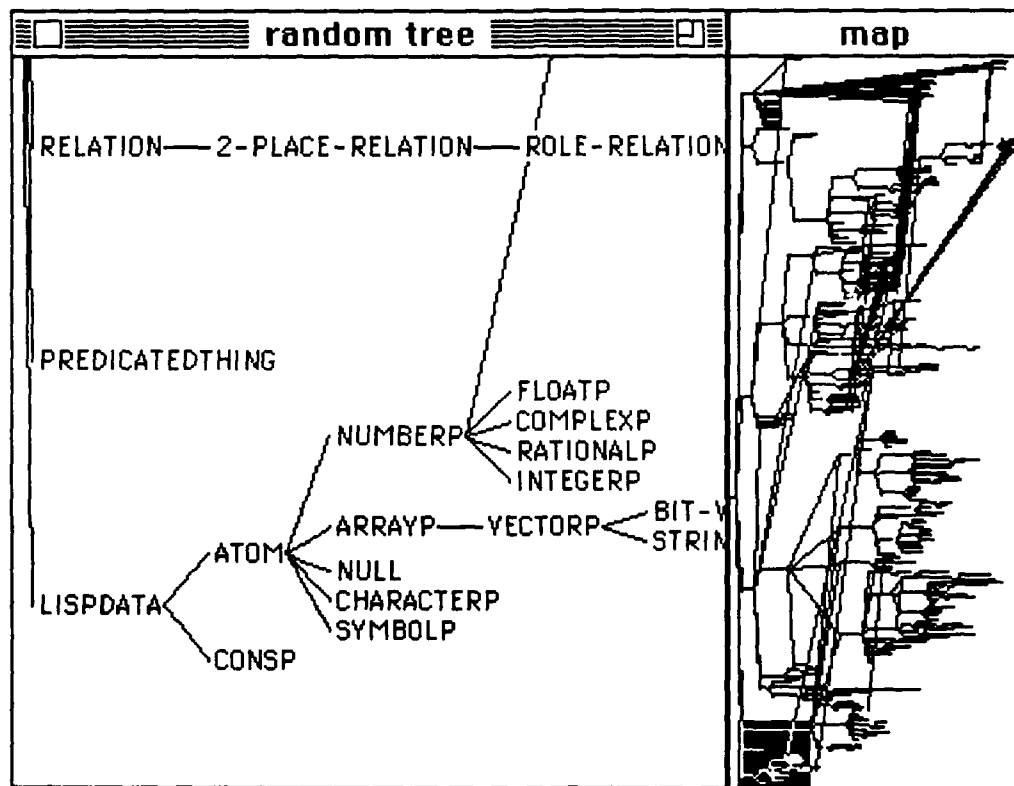 random tree
map
RELATION 2-PLACE-RELATION ROLE-RELATION
PREDICATEDTHING
FLOATP
COMPLEXP
NUMBERP
RATIONALP
INTEGERP
BIT-V
ARRAYP VECTORP
STRIN
ATOM
NULL
CHARACTERP
LISPDATA
SYMBOLP
CONSP